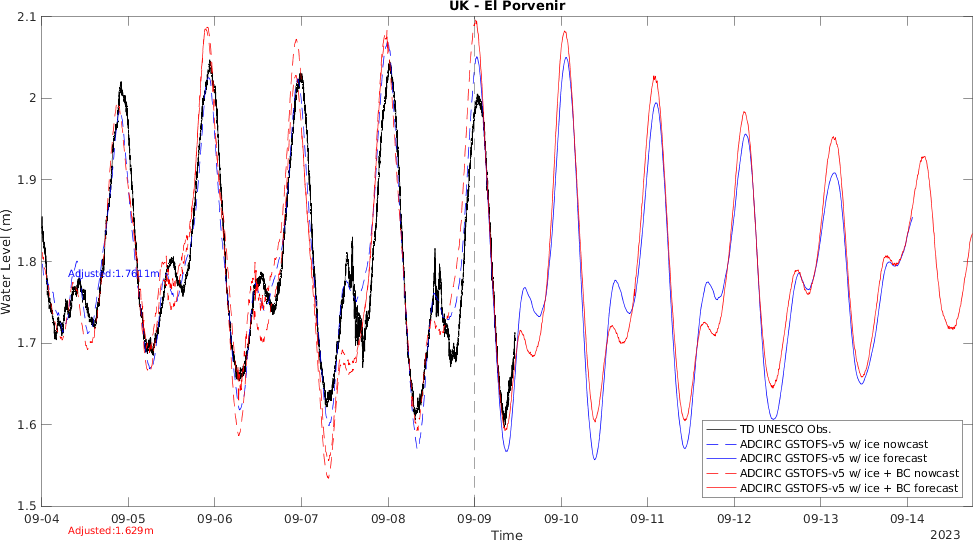 UK - El Porvenir
2.1
2
1.9
1.8
1.7
1.6
1.5
Water Level (m)
Adjusted:1.7611m
Adjusted:1.629m
TD UNESCO Obs.
ADCIRC GSTOFS-v5 w/ ice nowcast
ADCIRC GSTOFS-v5 w/ ice forecast
ADCIRC GSTOFS-v5 w/ ice + BC nowcast
ADCIRC GSTOFS-v5 w/ ice + BC forecast
09-04 09-05 09-06 09-07 09-08 09-09 09-10 09-11 09-12 09-13 09-14
Time
2023